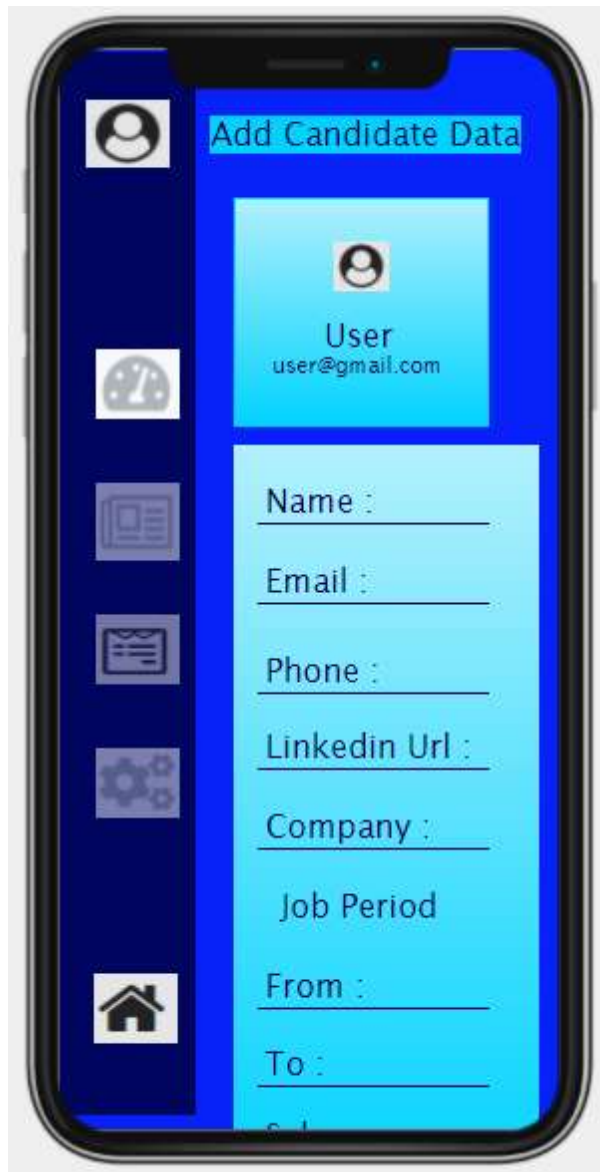 Add Candidate Data
User
user@gmail.com
Name :
Email :
Phone :
Linkedin Url :
Company :
Job Period
From :
To :